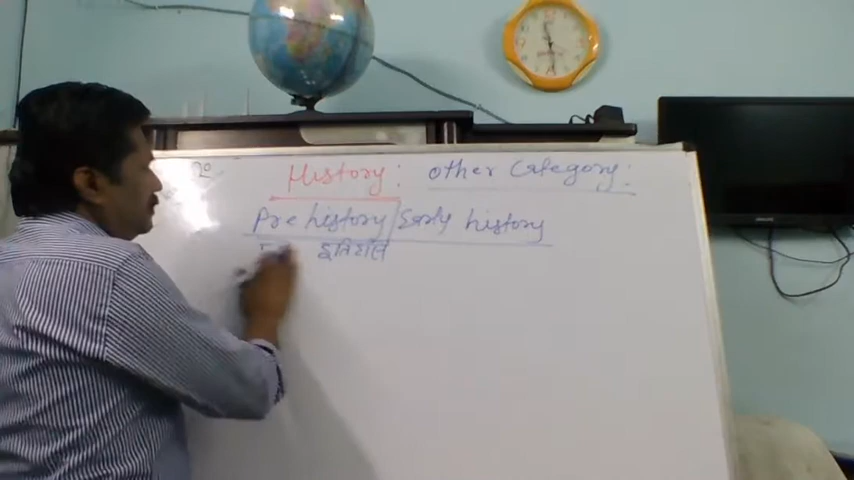 History: other Category:
Pre history/Early history
इतिहास